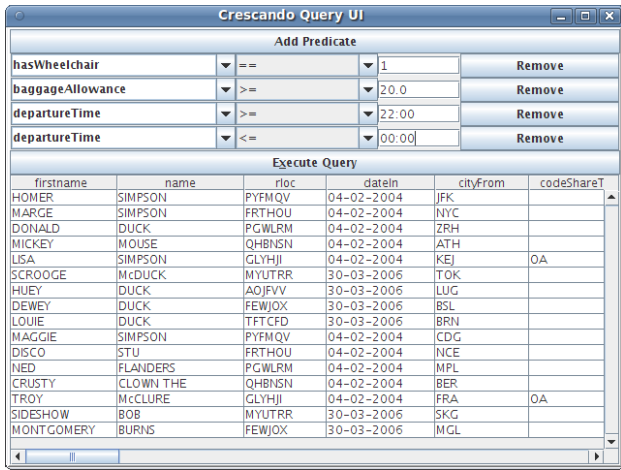 Crescando Query UI
Add Predicate
hasWheelchair == 1 Remove
baggageAllowance >= 20.0 Remove
departureTime >= 22:00 Remove
departureTime <= 00:00 Remove
Execute Query
firstname name rloc dateIn cityFrom codeShareT
HOMER SIMPSON PYFMQV 04-02-2004 JFK
MARGE SIMPSON FRTHOU 04-02-2004 NYC
DONALD DUCK PGWLRM 04-02-2004 ZRH
MICKEY MOUSE QHBNSN 04-02-2004 ATH
LISA SIMPSON GLYHJI 04-02-2004 KEJ OA
SCROOGE McDUCK MYUTRR 30-03-2006 TOK
HUEY DUCK AOJFVV 30-03-2006 LUG
DEWEY DUCK FEWJOX 30-03-2006 BSL
LOUIE DUCK TFTCFD 30-03-2006 BRN
MAGGIE SIMPSON PYFMQV 04-02-2004 CDG
DISCO STU FRTHOU 04-02-2004 NCE
NED FLANDERS PGWLRM 04-02-2004 MPL
CRUSTY CLOWN THE QHBNSN 04-02-2004 BER
TROY McCLURE GLYHJI 04-02-2004 FRA OA
SIDESHOW BOB MYUTRR 30-03-2006 SKG
MONTGOMERY BURNS FEWJOX 30-03-2006 MGL